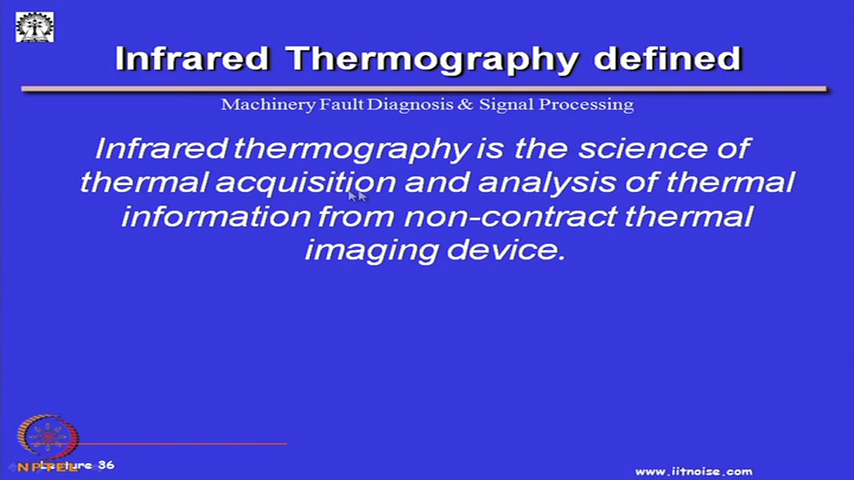 Infrared Thermography defined
Machinery Fault Diagnosis & Signal Processing
Infrared thermography is the science of
thermal acquisition and analysis of thermal
information from non-contract thermal
imaging device.
NPTEL Lecture 36
www.iitnoise.com